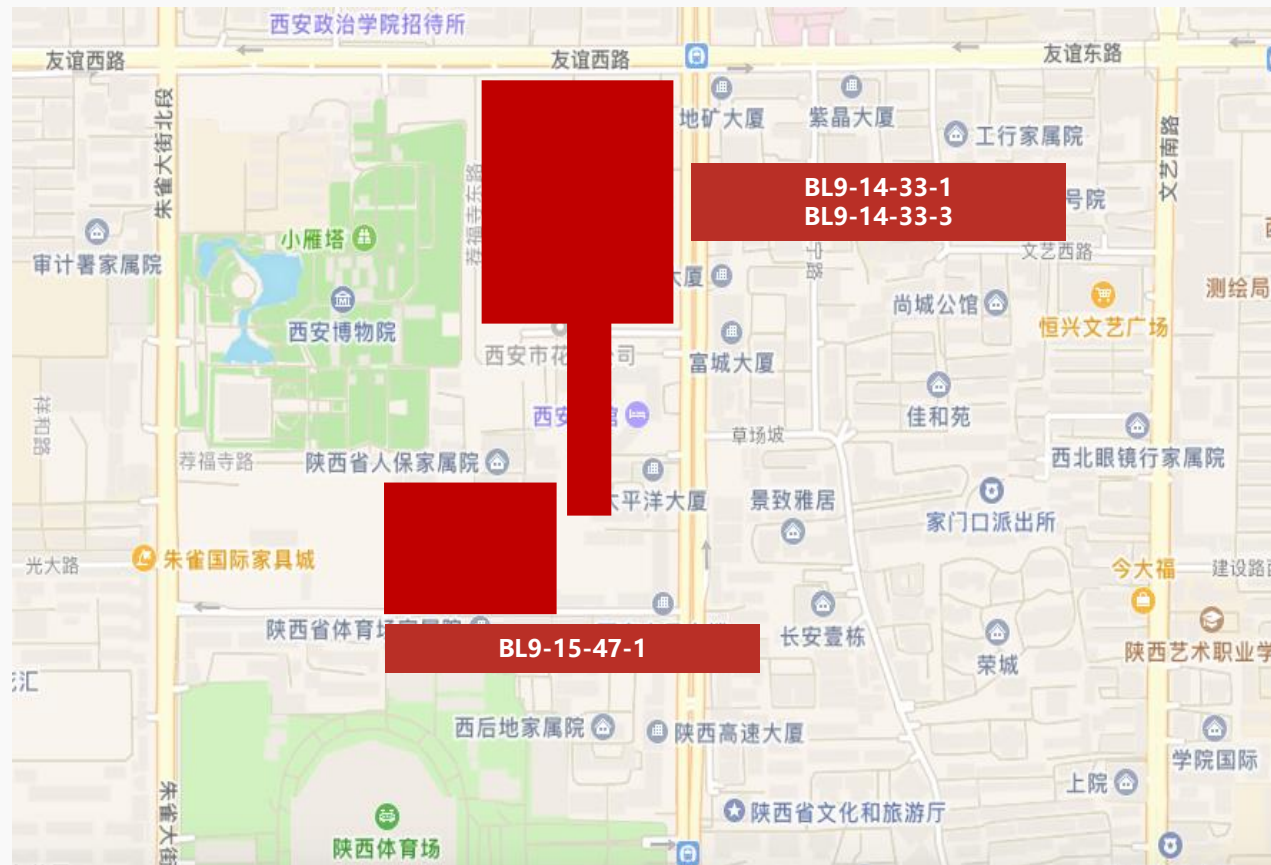 西安政治学院招待所
友谊西路
友谊西路
友谊东路
朱雀大街北段
地矿大厦
紫晶大厦
工行家属院
文艺南路
BL9-14-33-1
BL9-14-33-3
号院
荐福寺东路
小雁塔
审计署家属院
文艺西路
大厦
尚城公馆
测绘局
西安博物院
恒兴文艺广场
西安市花
司
富城大厦
祥和路
佳和苑
西安
馆
草场坡
荐福寺路
陕西省人保家属院
西北眼镜行家属院
太平洋大厦
景致雅居
家门口派出所
光大路
朱雀国际家具城
今大福
建设路西
陕西省体育场家属院
长安壹栋
BL9-15-47-1
荣城
陕西艺术职业学
汇
西后地家属院
陕西高速大厦
学院国际
上院
朱雀大街
陕西省文化和旅游厅
陕西体育场